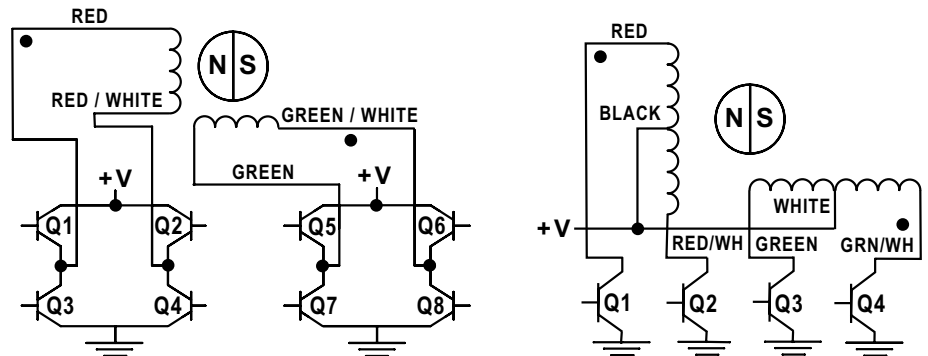 RED
N S
RED / WHITE
GREEN / WHITE
GREEN
+V
+V
Q1
Q2
Q5
Q6
Q3
Q4
Q7
Q8
RED
BLACK
N S
WHITE
+V
RED/WH
GREEN
GRN/WH
Q1
Q2
Q3
Q4